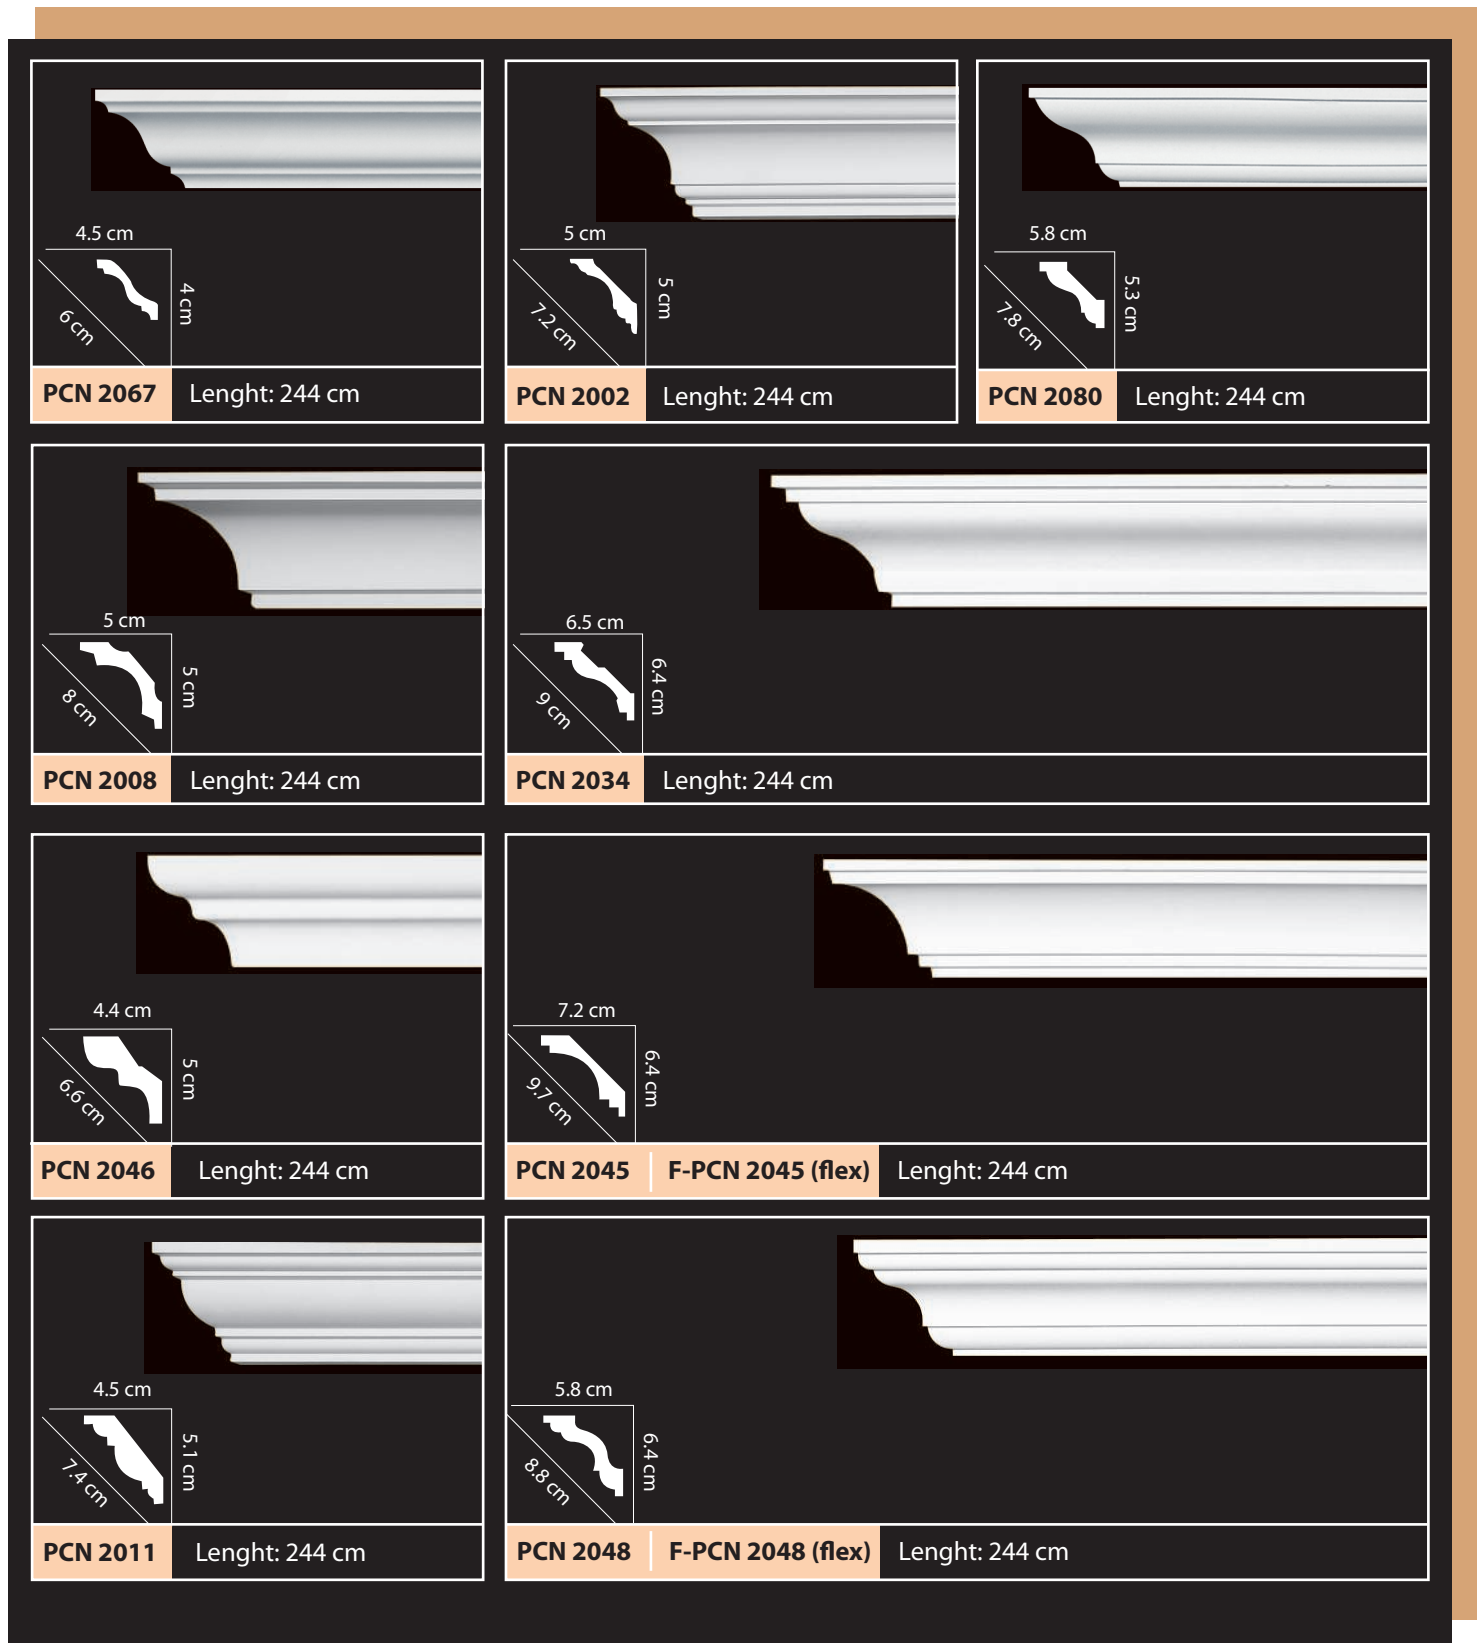 4.5 cm
4 cm
6 cm
PCN 2067 Lenght: 244 cm
5 cm
5 cm
7.2 cm
PCN 2002 Lenght: 244 cm
5.8 cm
5.3 cm
7.8 cm
PCN 2080 Lenght: 244 cm
5 cm
5 cm
8 cm
PCN 2008 Lenght: 244 cm
6.5 cm
6.4 cm
9 cm
PCN 2034 Lenght: 244 cm
4.4 cm
5 cm
6.6 cm
PCN 2046 Lenght: 244 cm
7.2 cm
6.4 cm
9.7 cm
PCN 2045 F-PCN 2045 (flex) Lenght: 244 cm
4.5 cm
5.1 cm
7.4 cm
PCN 2011 Lenght: 244 cm
5.8 cm
6.4 cm
8.8 cm
PCN 2048 F-PCN 2048 (flex) Lenght: 244 cm